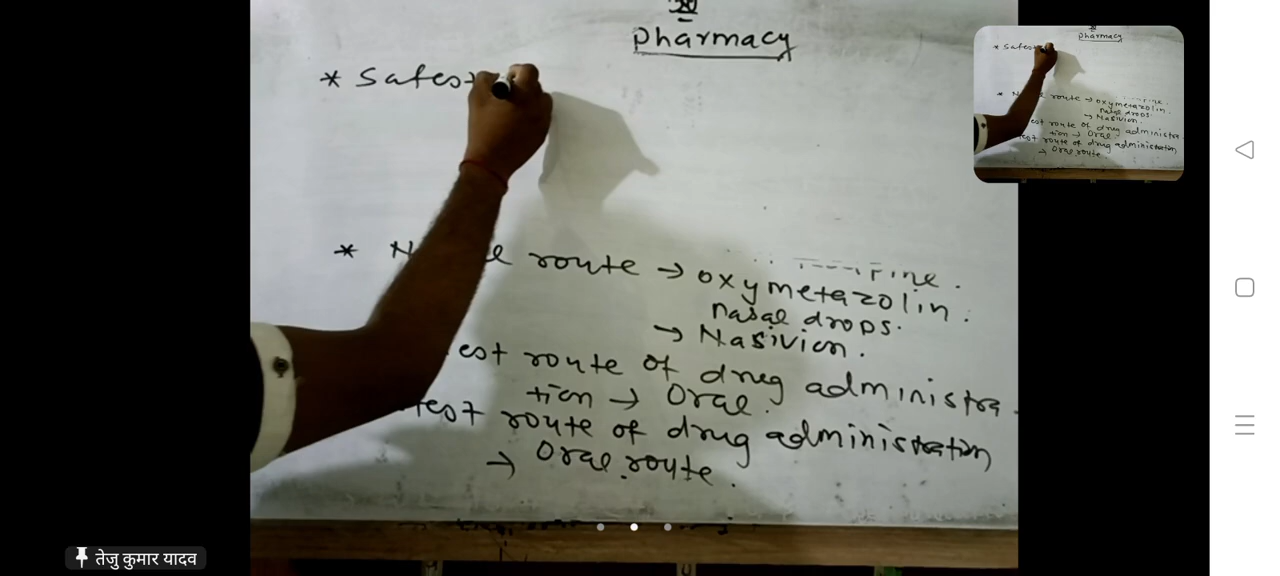 Pharmacy
* Safest
* route → oxymetazolin.
nasal drops.
→ Nasivion.
est route of drug administra
tion → Oral.
test route of drug administration
→ Oral route.
तेजु कुमार यादव